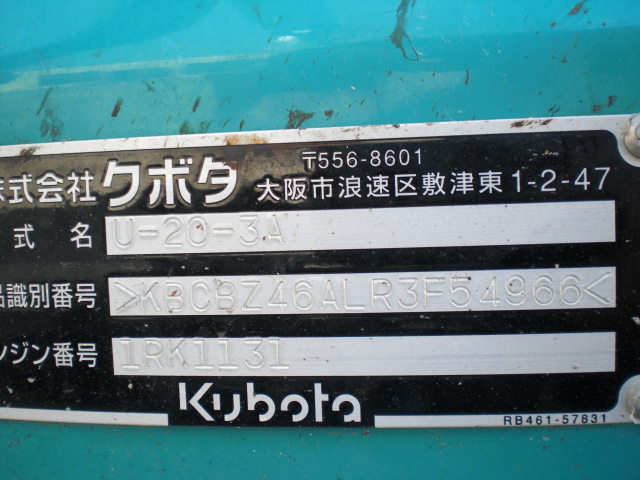 式会社クボタ 〒556-8601
大阪市浪速区敷津東1-2-47
式 名 U-20-3A
識別番号 >KBCBZ46ALR3F54966<
ンジン番号 1RK1131
Kubota
RB461-57831